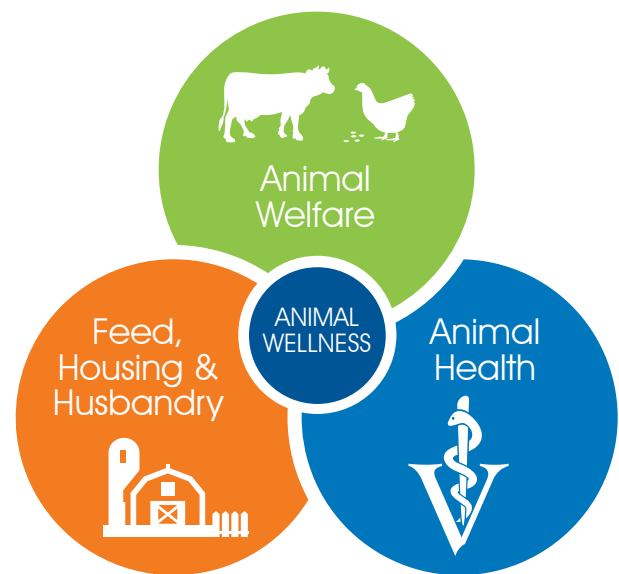 Animal
Welfare
ANIMAL
WELLNESS
Feed,
Housing &
Husbandry
Animal
Health
V